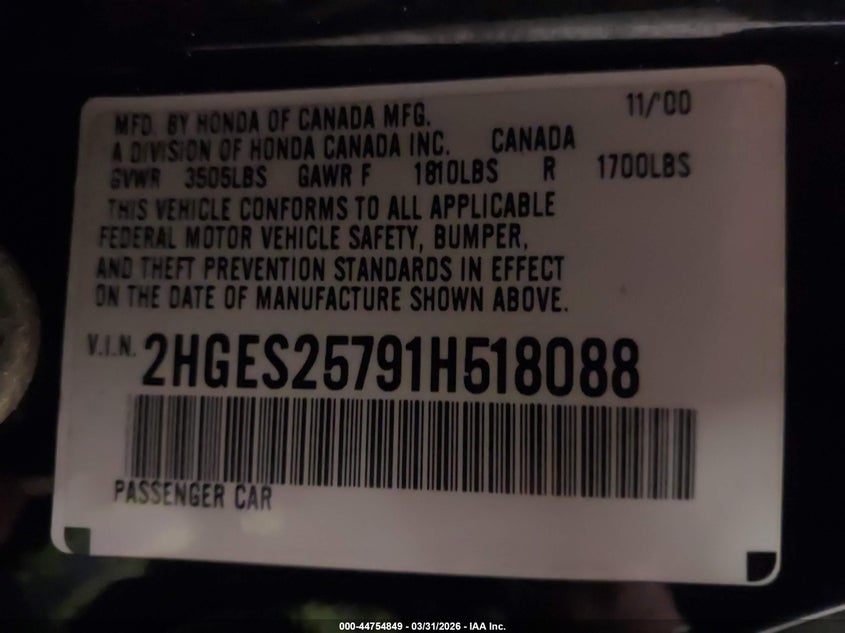 MFD. BY HONDA OF CANADA MFG. 11/'00
A DIVISION OF HONDA CANADA INC. CANADA
GVWR 3505LBS GAWR F 1810LBS R 1700LBS
THIS VEHICLE CONFORMS TO ALL APPLICABLE
FEDERAL MOTOR VEHICLE SAFETY, BUMPER,
AND THEFT PREVENTION STANDARDS IN EFFECT
ON THE DATE OF MANUFACTURE SHOWN ABOVE.
V.I.N. 2HGES25791H518088
PASSENGER CAR
000-44754849 - 03/31/2026 - IAA Inc.